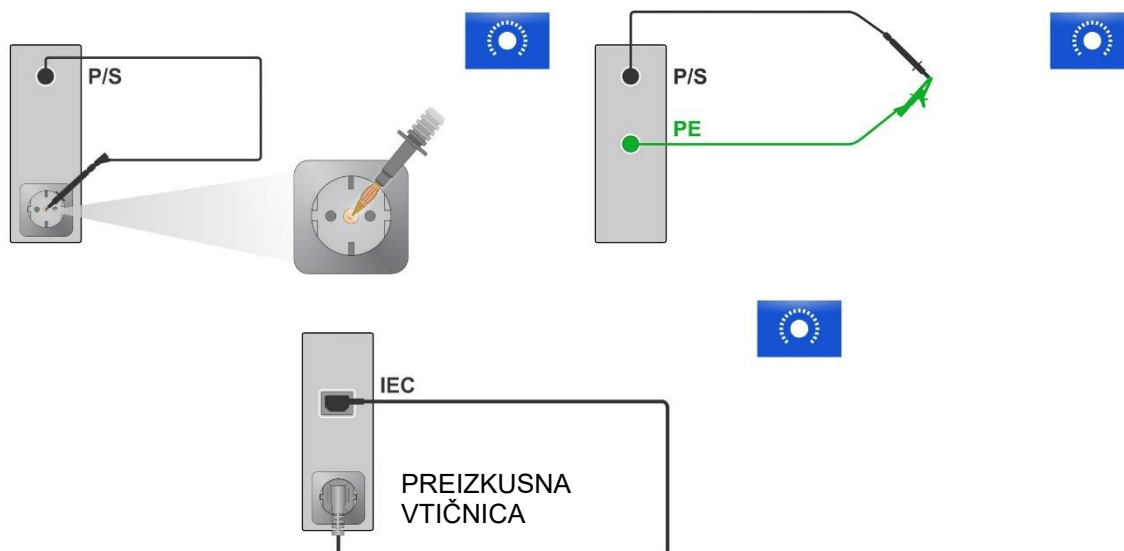 P/S
P/S
PE
IEC
PREIZKUSNA
VTIČNICA